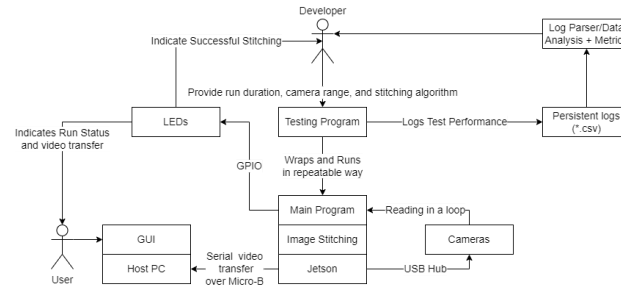 Developer
Indicate Successful Stitching
Log Parser/Data
Analysis + Metrics
Provide run duration, camera range, and stitching algorithm
LEDs
Testing Program
Logs Test Performance
Persistent logs
(*.csv)
Indicates Run Status
and video transfer
GPIO
Wraps and Runs
in repeatable way
Main Program
Reading in a loop
GUI
Image Stitching
Cameras
Host PC
Serial video
transfer
over Micro-B
Jetson
USB Hub
User